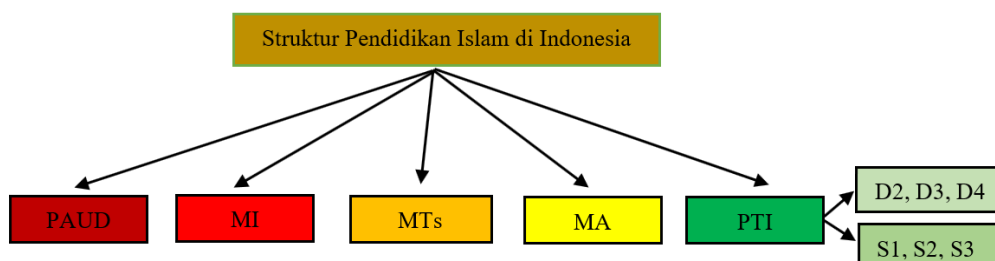 Struktur Pendidikan Islam di Indonesia
PAUD
MI
MTs
MA
PTI
D2, D3, D4
S1, S2, S3